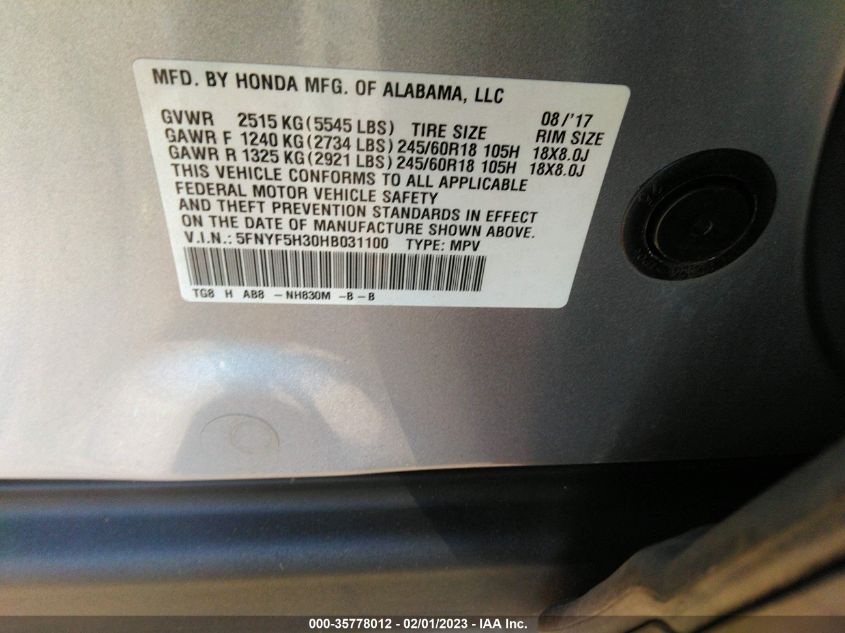 MFD. BY HONDA MFG. OF ALABAMA, LLC
GVWR 2515 KG (5545 LBS) TIRE SIZE 08/'17 RIM SIZE
GAWR F 1240 KG (2734 LBS) 245/60R18 105H 18X8.0J
GAWR R 1325 KG (2921 LBS) 245/60R18 105H 18X8.0J
THIS VEHICLE CONFORMS TO ALL APPLICABLE
FEDERAL MOTOR VEHICLE SAFETY
AND THEFT PREVENTION STANDARDS IN EFFECT
ON THE DATE OF MANUFACTURE SHOWN ABOVE.
V.I.N.: 5FNYF5H30HB031100 TYPE: MPV
TG8 H AB8 - NH830M - B - B
000-35778012 - 02/01/2023 - IAA Inc.